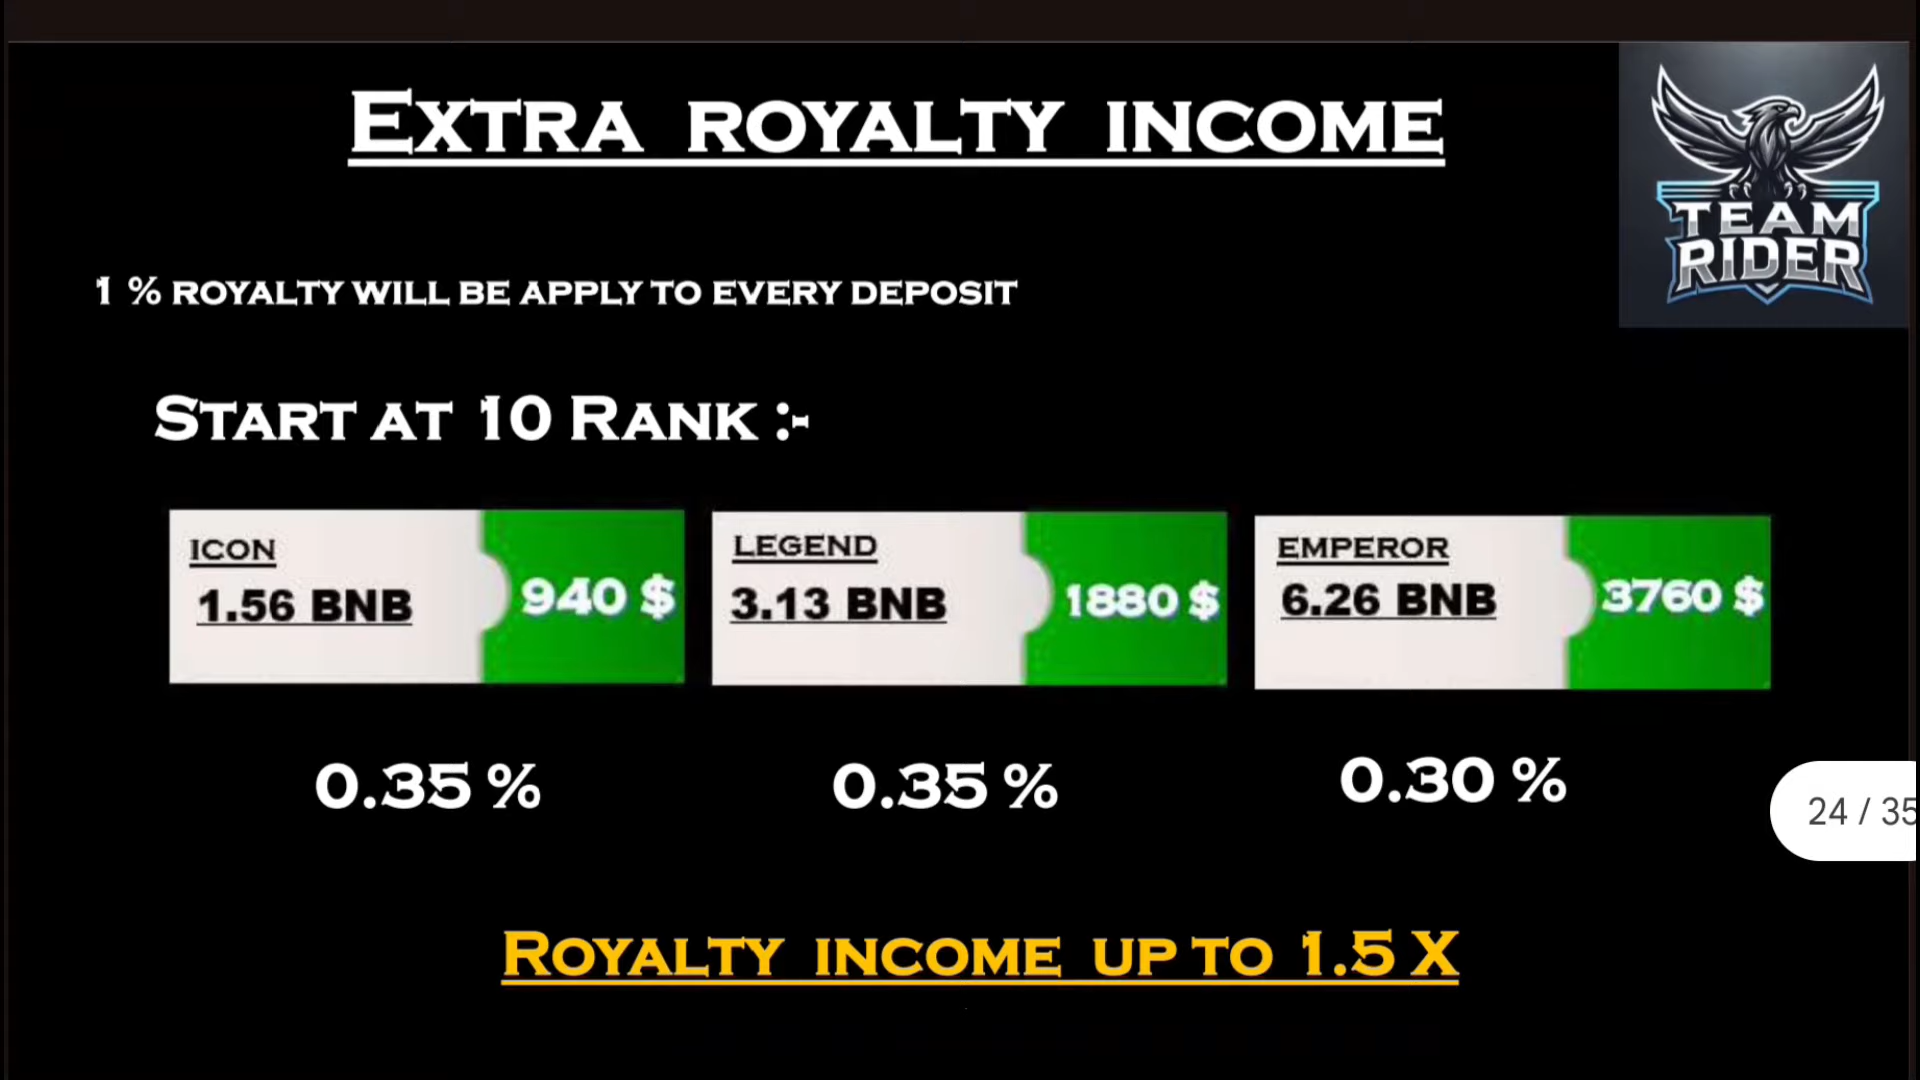 EXTRA ROYALTY INCOME
TEAM
RIDER
1 % ROYALTY WILL BE APPLY TO EVERY DEPOSIT
START AT 10 RANK :-
ICON
1.56 BNB
940 $
LEGEND
3.13 BNB
1880 $
EMPEROR
6.26 BNB
3760 $
0.35 %
0.35 %
0.30 %
24 / 35
ROYALTY INCOME UP TO 1.5 X